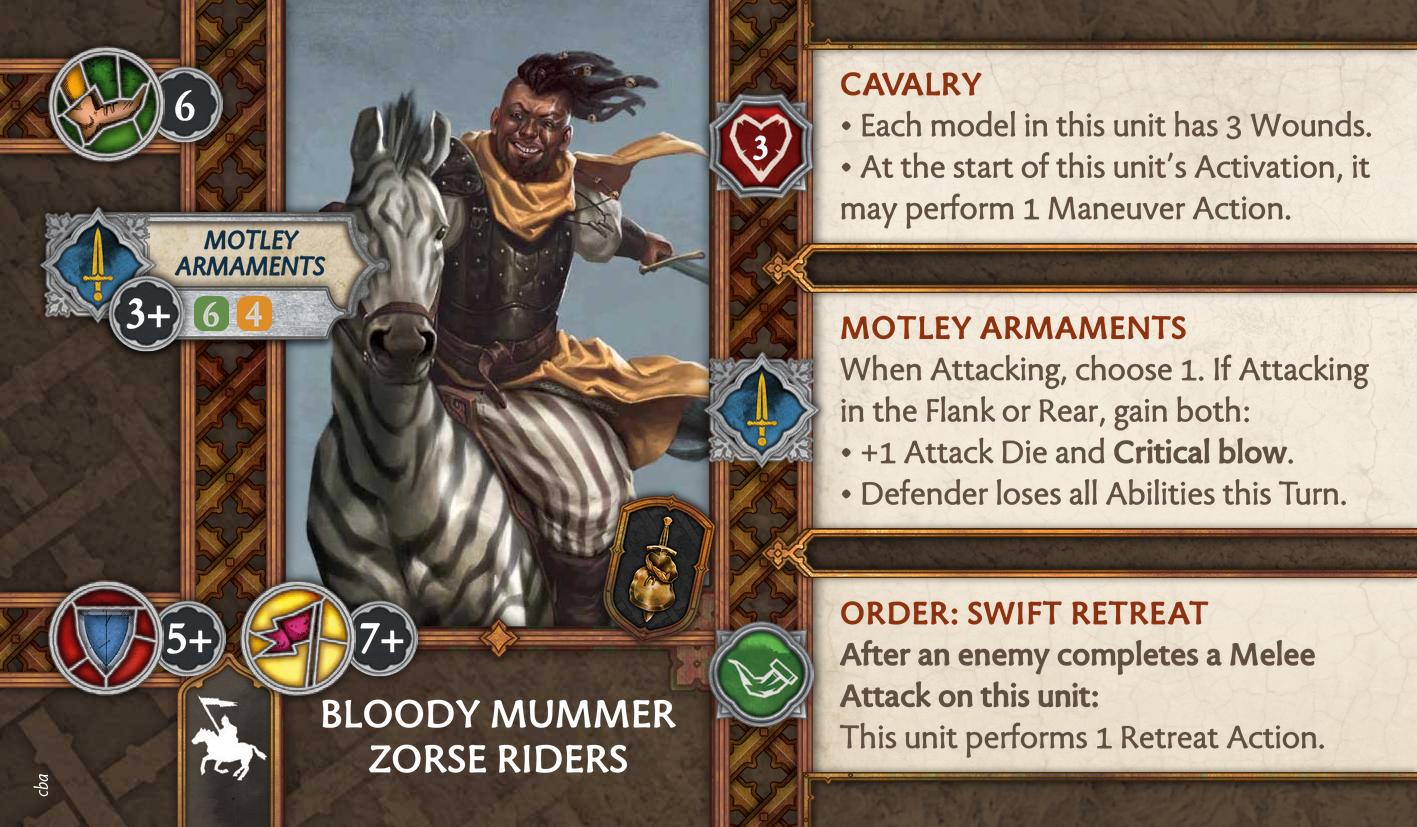 6
MOTLEY
ARMAMENTS
3+ 6 4
5+ 7+
BLOODY MUMMER
ZORSE RIDERS
cba
3
CAVALRY
• Each model in this unit has 3 Wounds.
• At the start of this unit's Activation, it
may perform 1 Maneuver Action.
MOTLEY ARMAMENTS
When Attacking, choose 1. If Attacking
in the Flank or Rear, gain both:
• +1 Attack Die and Critical blow.
• Defender loses all Abilities this Turn.
ORDER: SWIFT RETREAT
After an enemy completes a Melee
Attack on this unit:
This unit performs 1 Retreat Action.